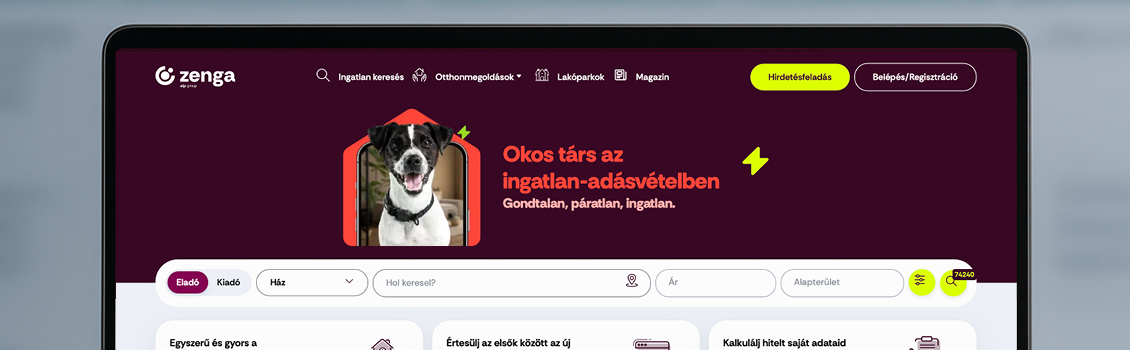 zenga
otp group
Ingatlan keresés
Otthonmegoldások
Lakóparkok
Magazin
Hirdetésfeladás
Belépés/Regisztráció
Okos társ az
ingatlan-adásvételben
Gondtalan, páratlan, ingatlan.
Eladó
Kiadó
Ház
Hol keresel?
Ár
Alapterület
74240
Egyszerű és gyors a
Értesülj az elsők között az új
Kalkulálj hitelt saját adataid